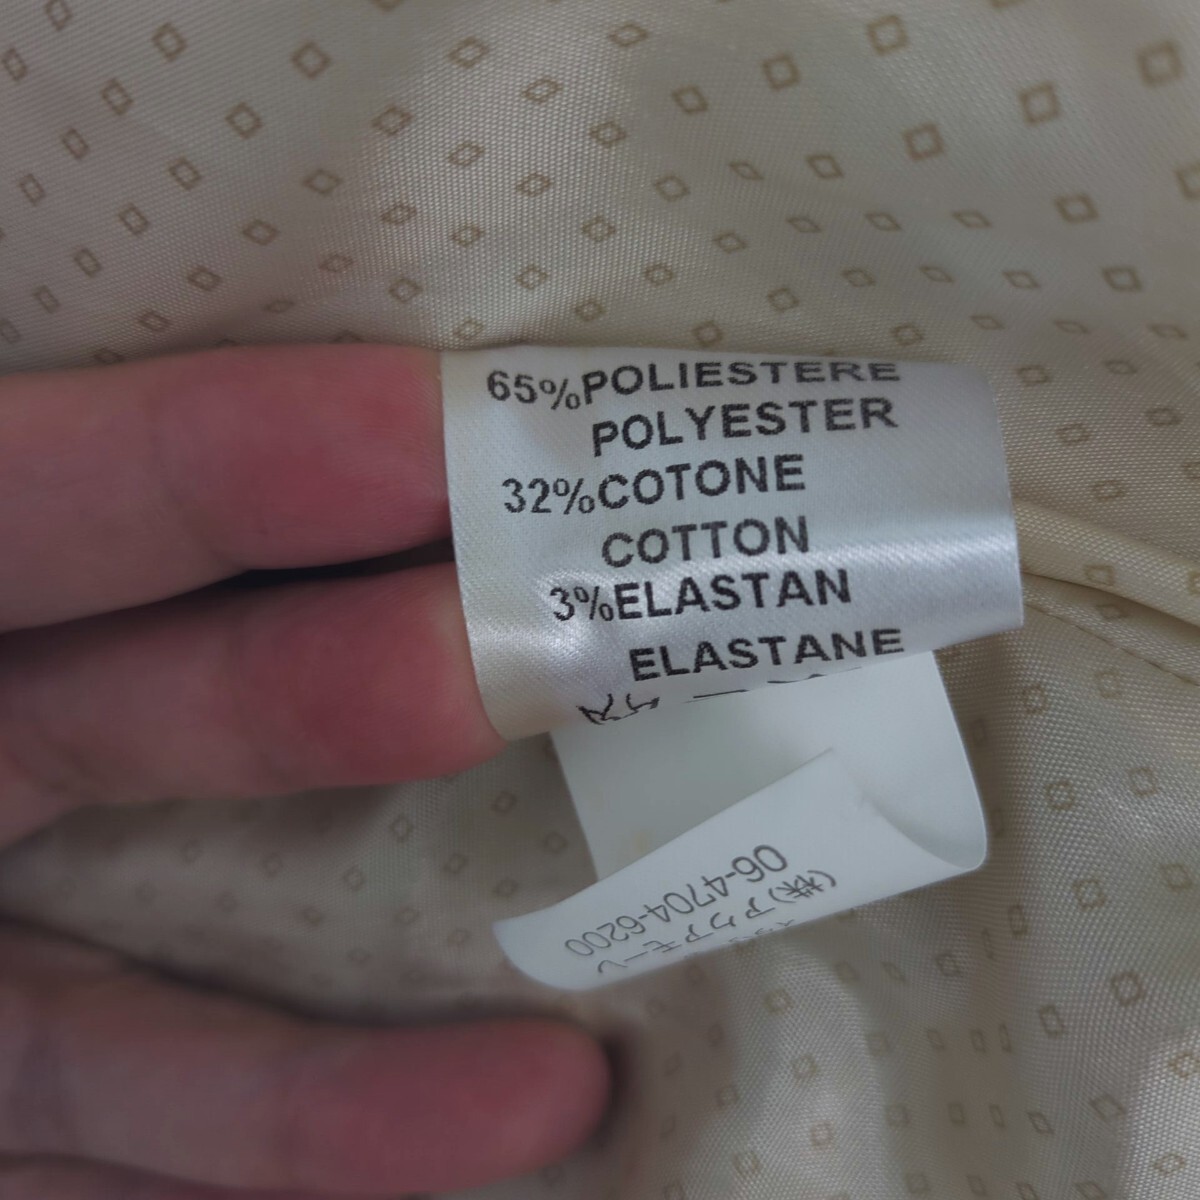 65%POLIESTERE
POLYESTER
32%COTONE
COTTON
3%ELASTAN
ELASTANE
(株)アクアモーレ
06-4704-6200